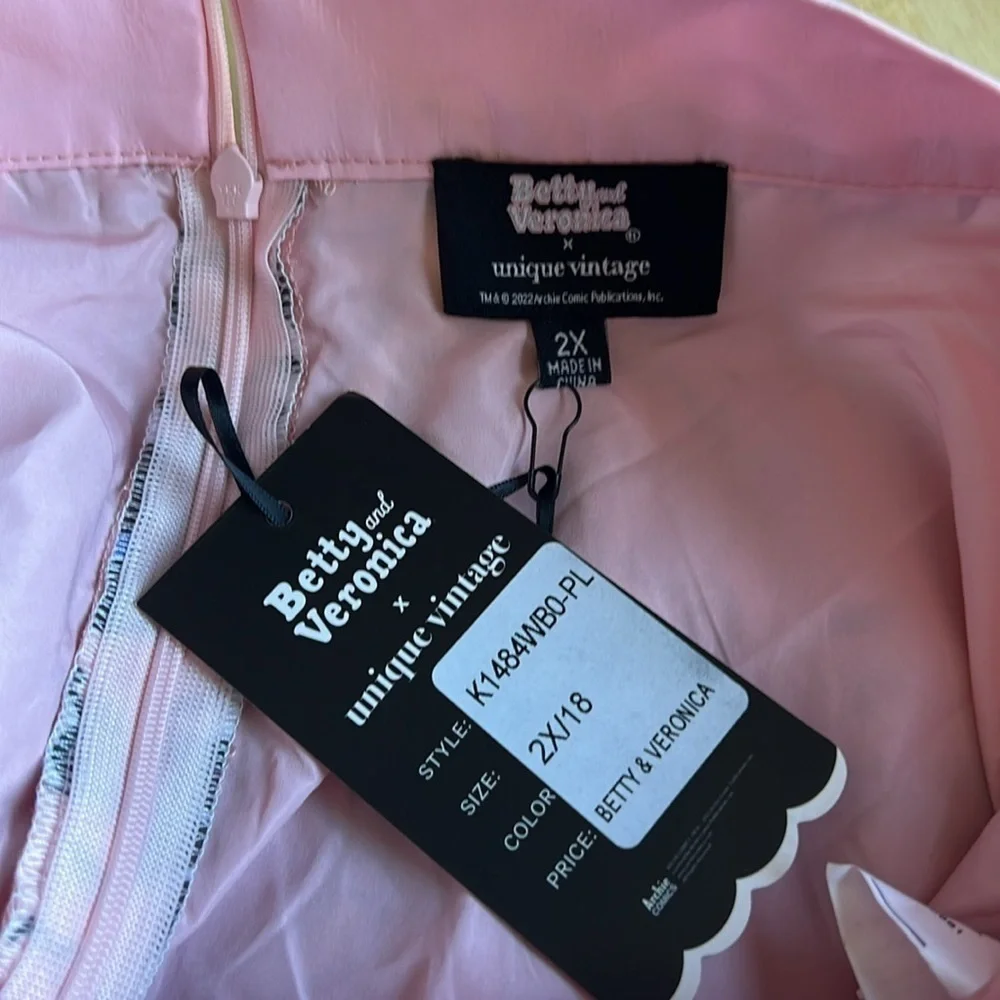 Betty and
Veronica®
x
unique vintage
TM & © 2022 Archie Comic Publications, Inc.
2X
MADE IN
CHINA
Betty and
Veronica
x
unique vintage
STYLE: K1484WB0-PL
SIZE: 2X/18
COLOR: BETTY & VERONICA
PRICE:
Archie
COMICS